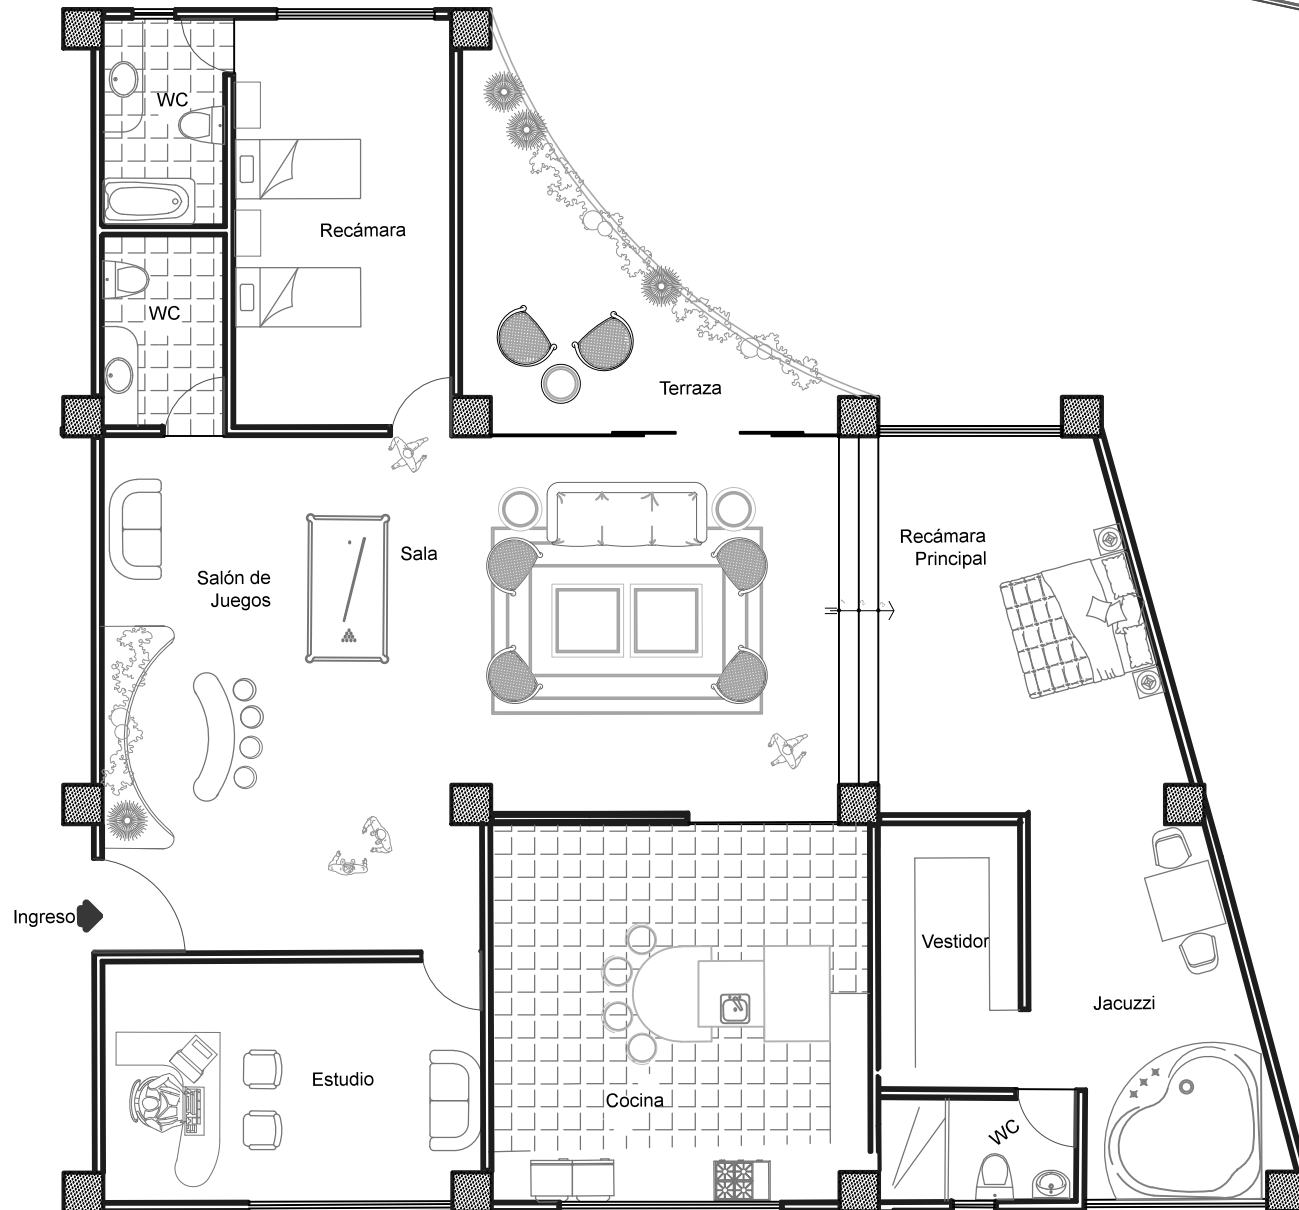 WC
Recámara
WC
Terraza
Recámara
Principal
Sala
Salón de
Juegos
Ingreso
Vestidor
Jacuzzi
Estudio
Cocina
WC